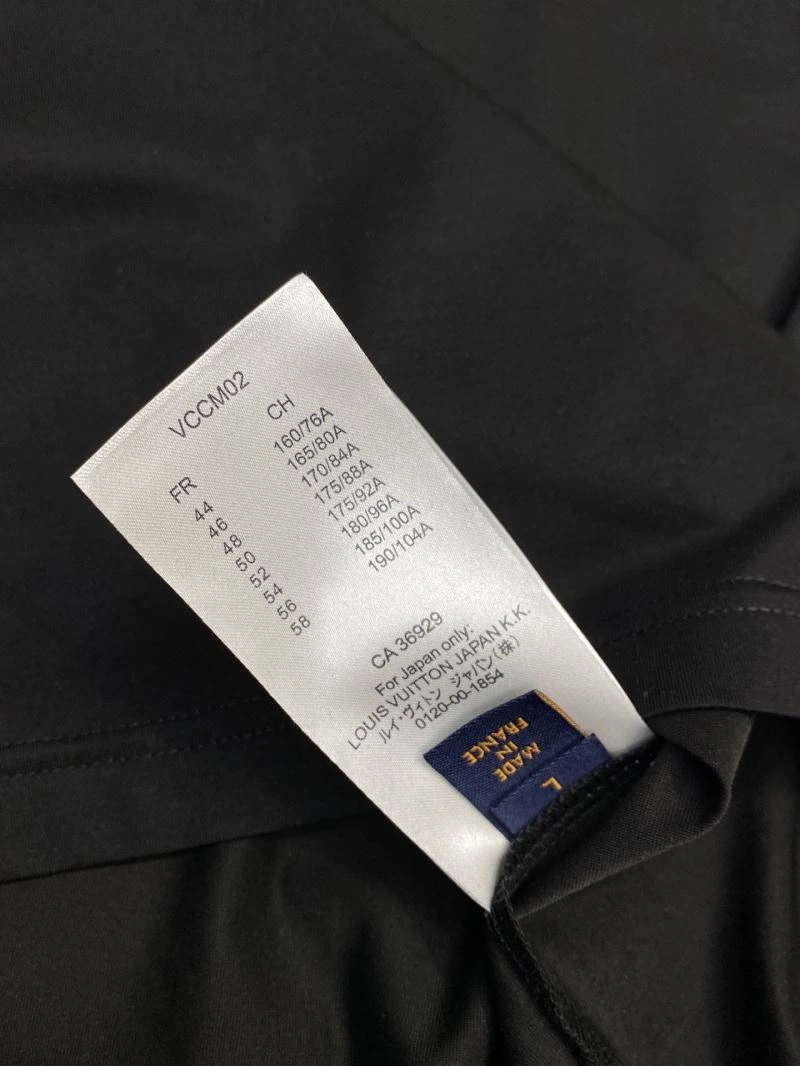 VCCM02
FR CH
44 160/76A
46 165/80A
48 170/84A
50 175/88A
52 175/92A
54 180/96A
56 185/100A
58 190/104A
CA 36929
For Japan only:
LOUIS VUITTON JAPAN K.K.
ルイ・ヴィトン ジャパン(株)
0120-00-1854
MADE
IN
FRANCE
L